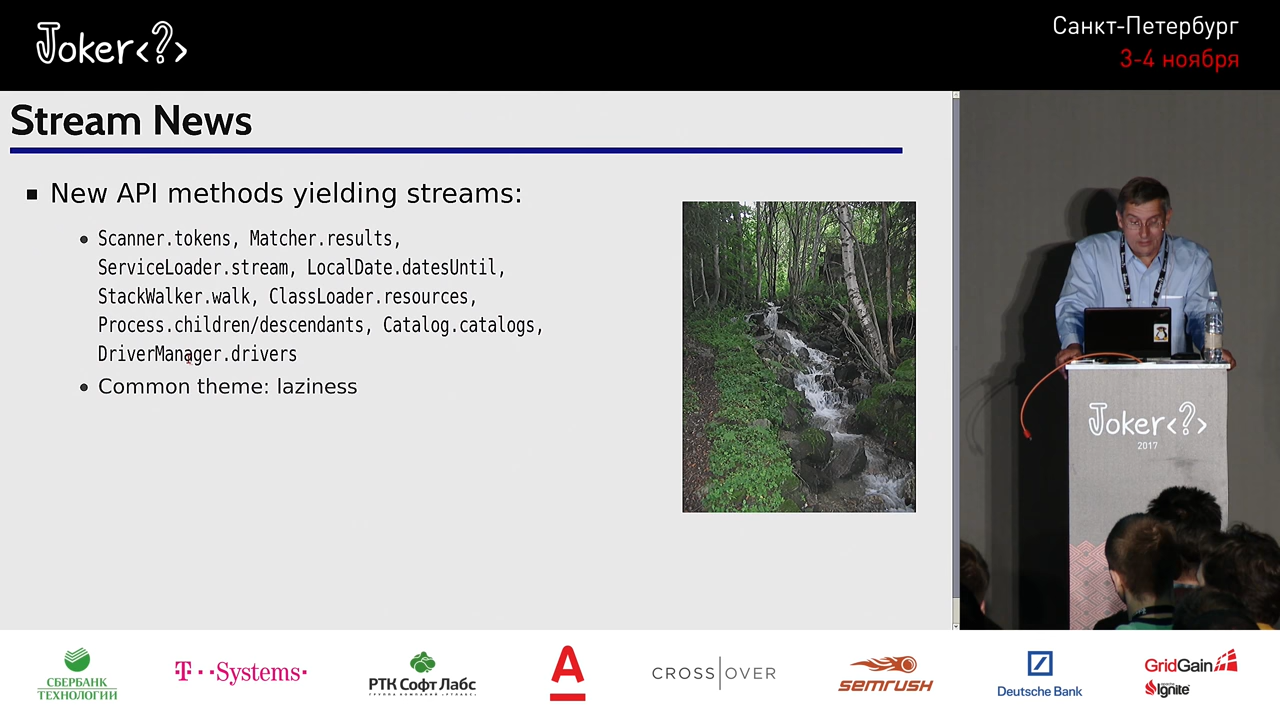 Joker<?>
Санкт-Петербург
3-4 ноября
Stream News
New API methods yielding streams:
Scanner.tokens, Matcher.results,
ServiceLoader.stream, LocalDate.datesUntil,
StackWalker.walk, ClassLoader.resources,
Process.children/descendants, Catalog.catalogs,
DriverManager.drivers
Common theme: laziness
Joker<?>
2017
СБЕРБАНК
ТЕХНОЛОГИИ
T··Systems·
РТК Софт Лабс
А
CROSS|OVER
semrush
Deutsche Bank
GridGain
Ignite